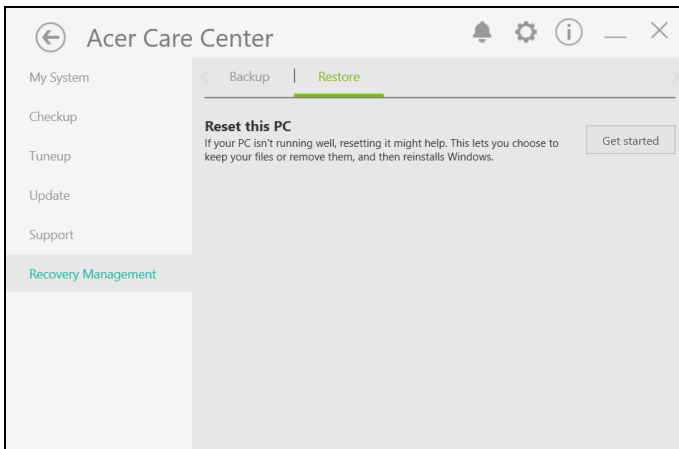 Acer Care Center
My System
Checkup
Tuneup
Update
Support
Recovery Management
Backup
Restore
Reset this PC
If your PC isn't running well, resetting it might help. This lets you choose to
keep your files or remove them, and then reinstalls Windows.
Get started